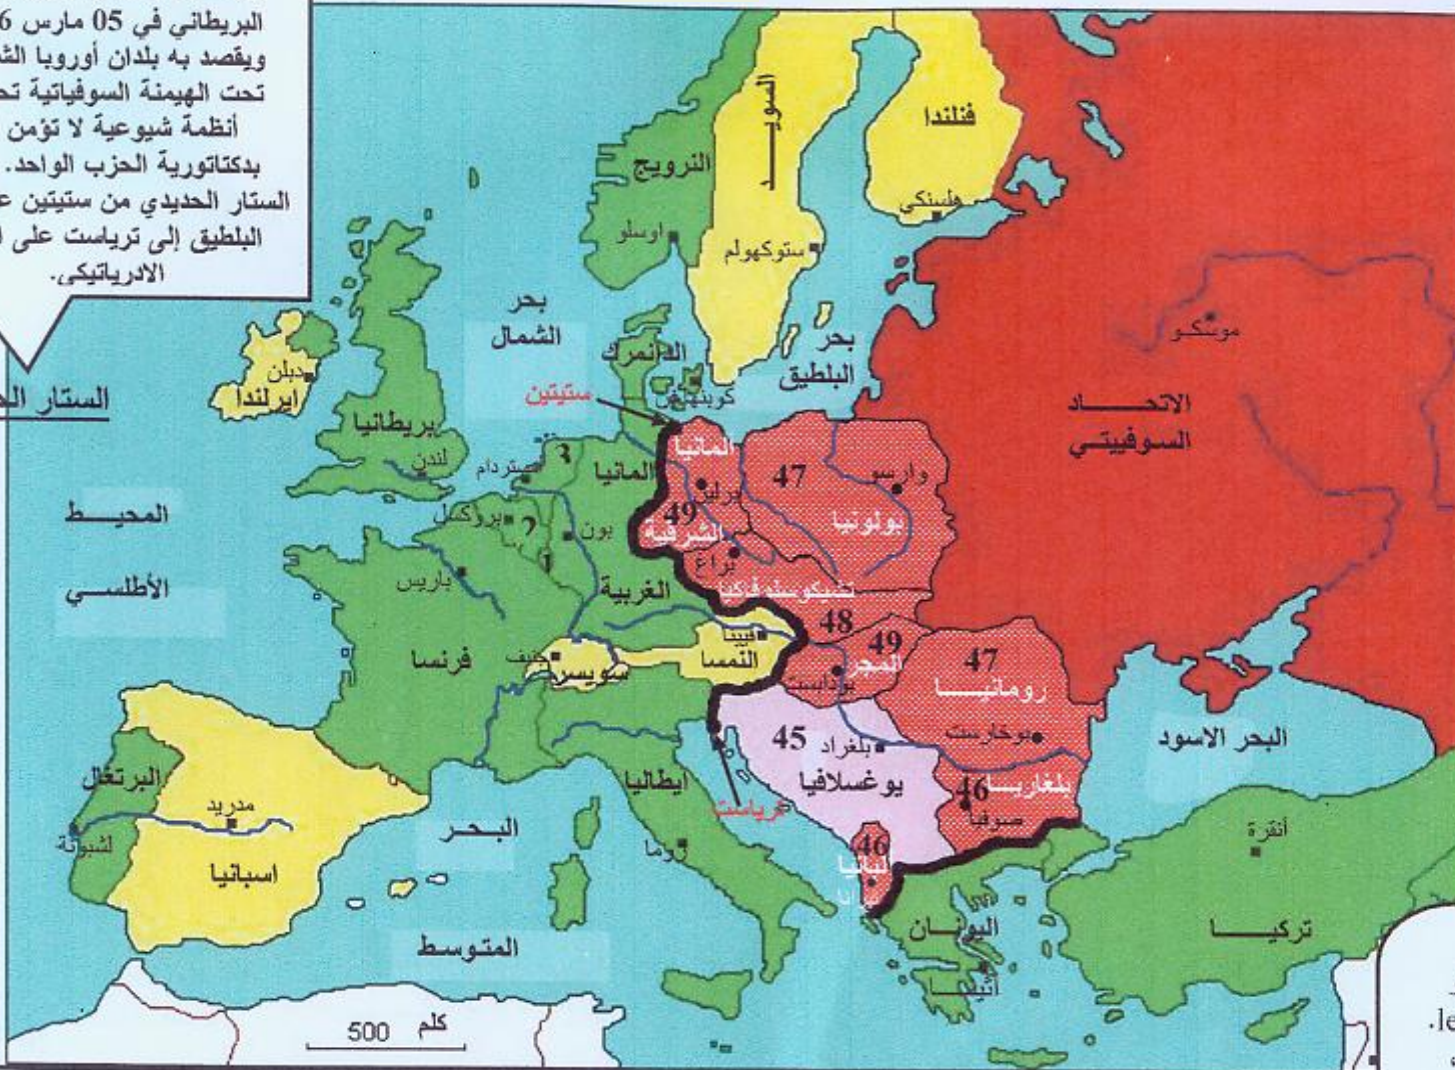 البريطاني في 05 مارس 6
ويقصد به بلدان أوروبا
تحت الهيمنة السوفياتية
أنظمة شيوعية لا تؤمن
بدكتاتورية الحزب الواحد.
الستار الحديدي من ستيتين
البلطيق إلى ترياست على
الادرياتيكي.
الستار
السويد
فنلندا
النرويج
هلسنكي
اوسلو
ستوكهولم
بحر
الشمال
الدانمرك
بحر
البلطيق
موسكو
دبلن
ايرلندا
ستيتين
الاتحاد
السوفييتي
بريطانيا
لندن
المانيا
المانيا
47
وارسو
برلين
49
الشرقية
بولونيا
المحيط
الأطلسي
بروكسل
2
بون
1
براغ
باريس
الغربية
48
فيينا
النمسا
49
المجر
47
رومانيا
فرنسا
جنيف
سويسرا
بوخارست
45
بلغراد
يوغسلافيا
البحر الاسود
البرتغال
ايطاليا
ترياست
بلغاريا
46
صوفيا
مدريد
لشبونة
البحر
روما
46
أنقرة
اسبانيا
المتوسط
اليونان
أثينا
تركيا
500 كلم
.le